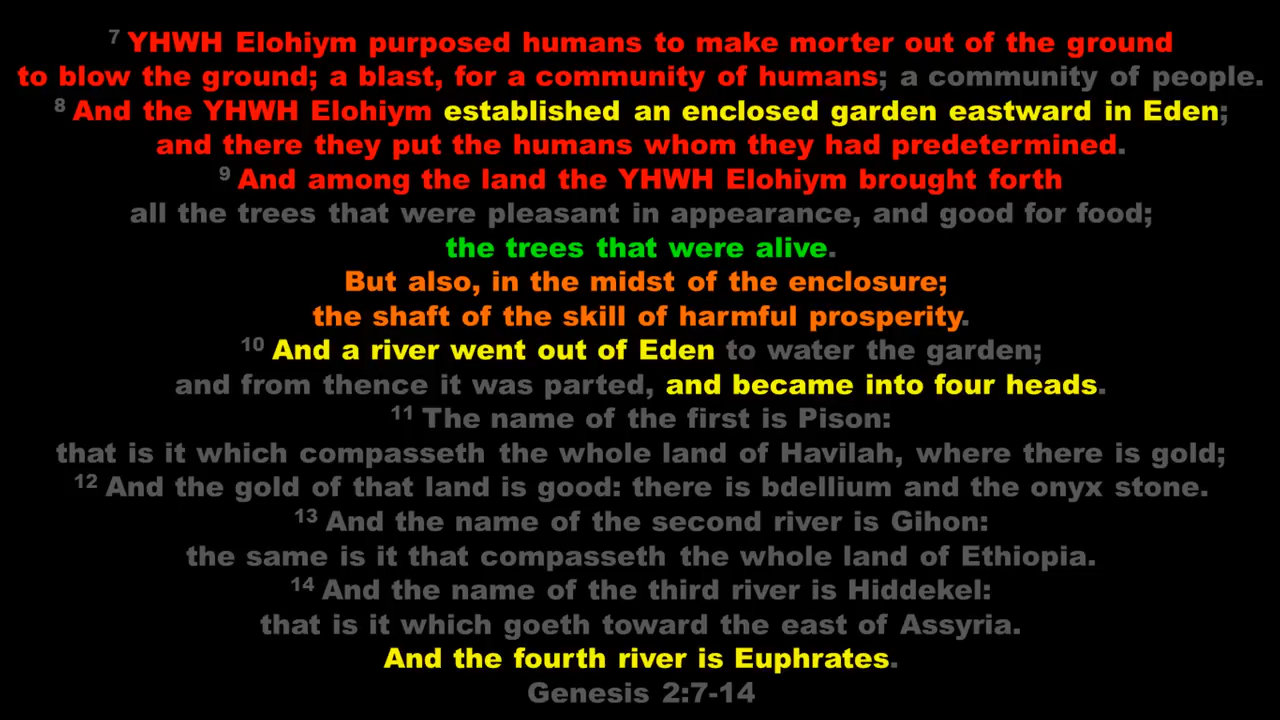 7 YHWH Elohiym purposed humans to make morter out of the ground
to blow the ground; a blast, for a community of humans; a community of people.
8 And the YHWH Elohiym established an enclosed garden eastward in Eden;
and there they put the humans whom they had predetermined.
9 And among the land the YHWH Elohiym brought forth
all the trees that were pleasant in appearance, and good for food;
the trees that were alive.
But also, in the midst of the enclosure;
the shaft of the skill of harmful prosperity.
10 And a river went out of Eden to water the garden;
and from thence it was parted, and became into four heads.
11 The name of the first is Pison:
that is it which compasseth the whole land of Havilah, where there is gold;
12 And the gold of that land is good: there is bdellium and the onyx stone.
13 And the name of the second river is Gihon:
the same is it that compasseth the whole land of Ethiopia.
14 And the name of the third river is Hiddekel:
that is it which goeth toward the east of Assyria.
And the fourth river is Euphrates.
Genesis 2:7-14